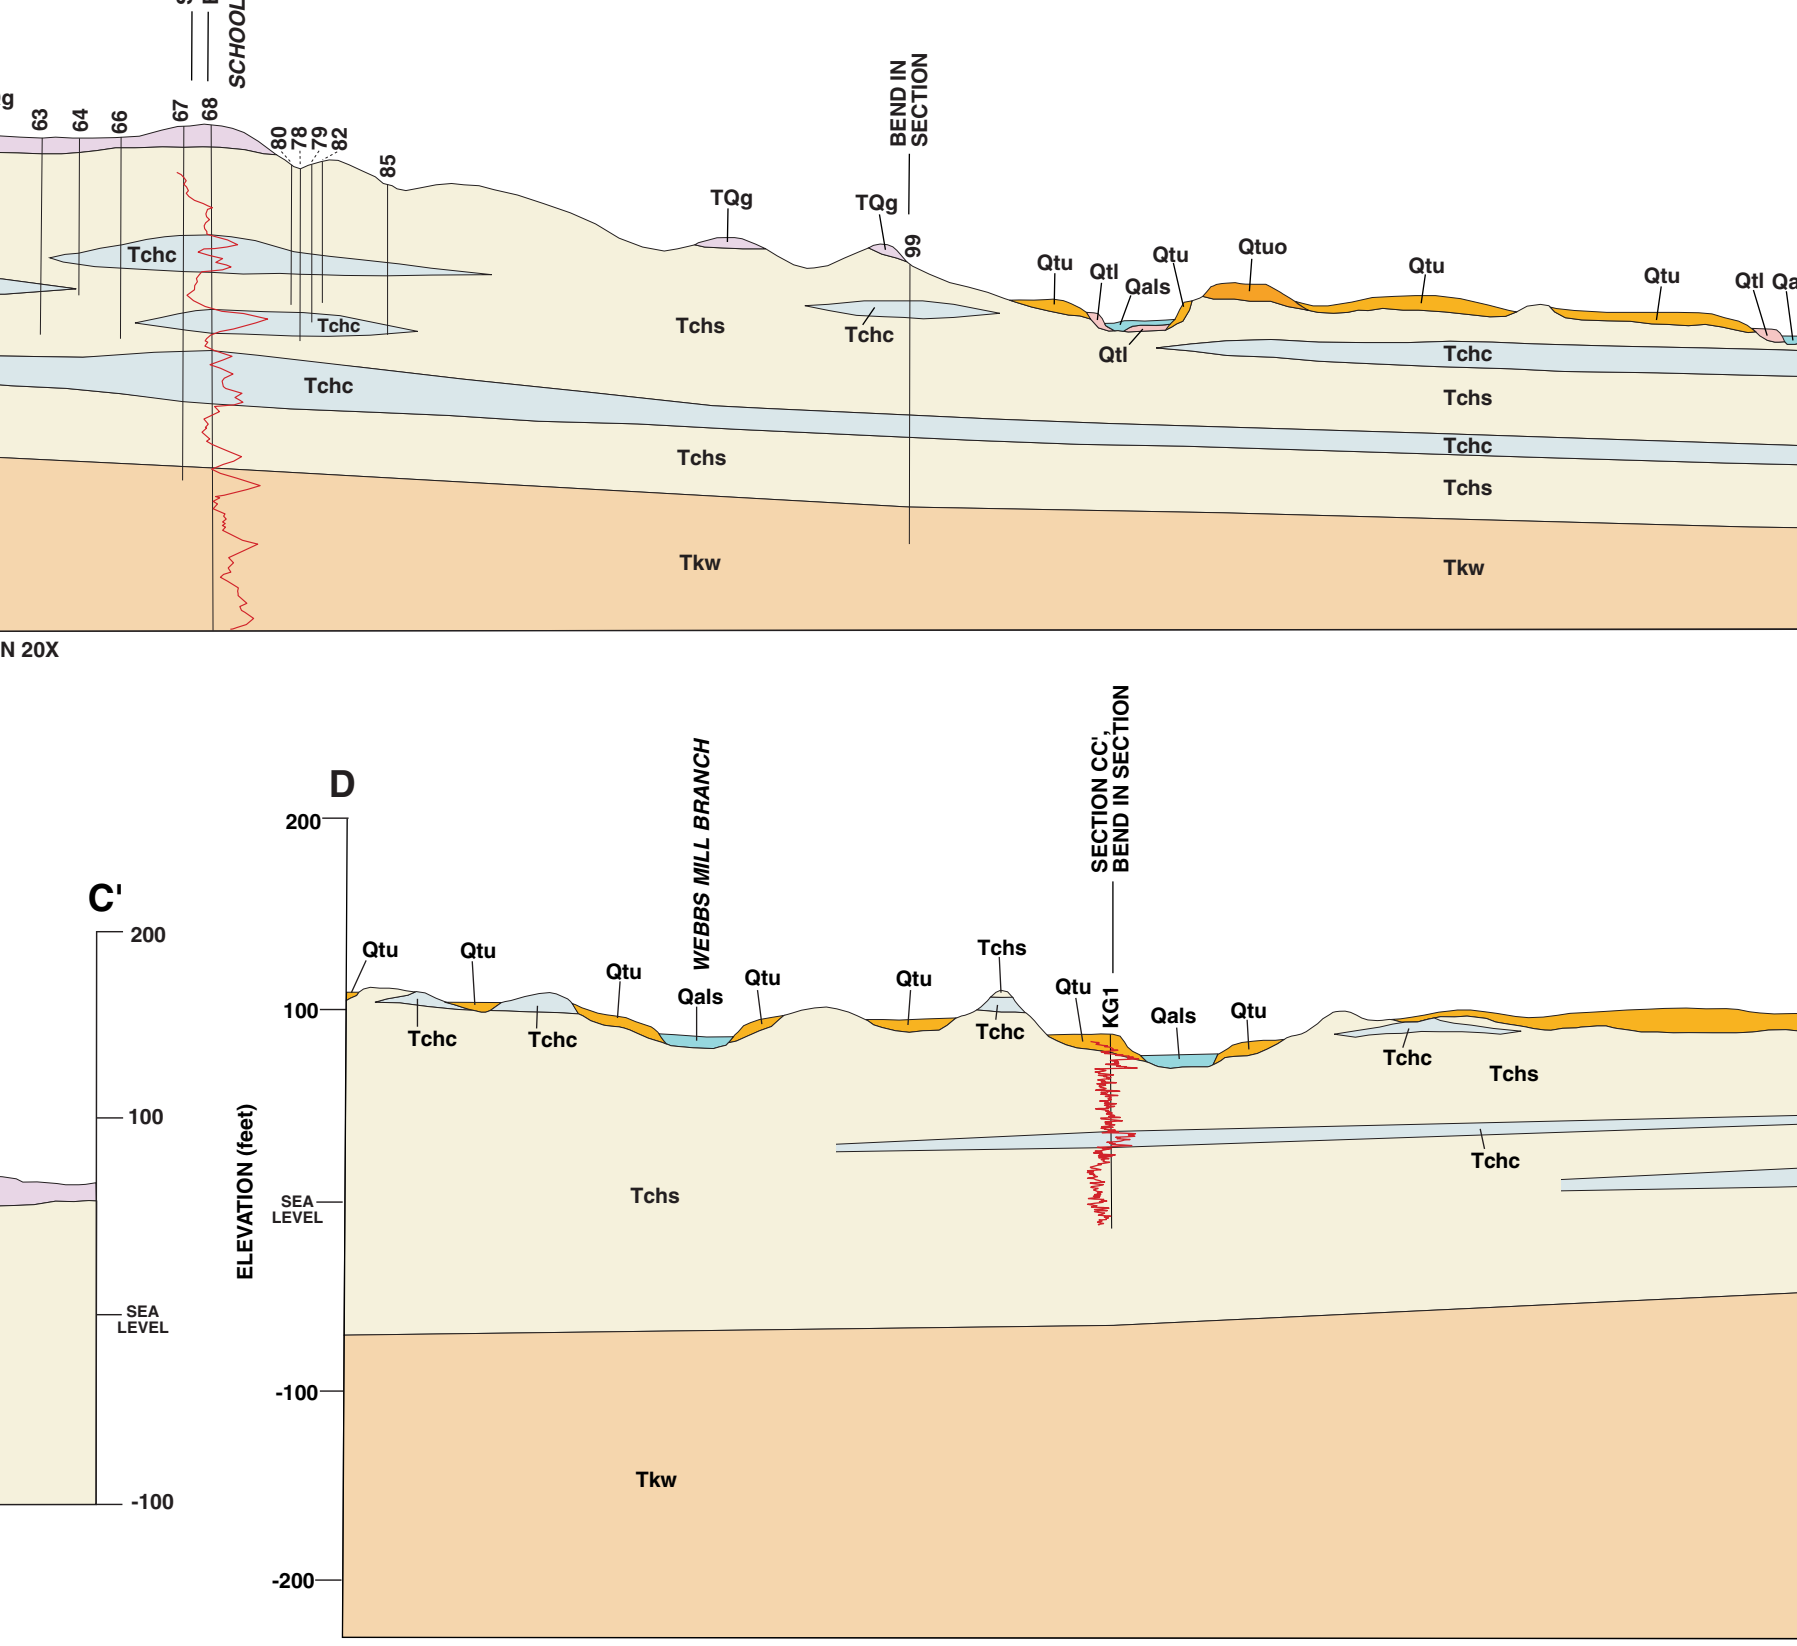 SCHOOL
g
63
64
66
67
68
80
78
79
82
85
BEND IN
SECTION
TQg
TQg
99
Qtu
Qtl
Qals
Qtu
Qtuo
Qtu
Qtu
Qtl
Qa
Tchc
Tchc
Tchs
Tchc
Qtl
Tchc
Tchc
Tchs
Tchc
Tchs
Tchs
Tkw
Tkw
N 20X
C'
200
100
SEA
LEVEL
-100
D
200
100
SEA
LEVEL
-100
-200
ELEVATION (feet)
WEBBS MILL BRANCH
SECTION CC',
BEND IN SECTION
Qtu
Qtu
Qtu
Qals
Qtu
Qtu
Tchs
Qtu
KG1
Qals
Qtu
Tchc
Tchc
Tchc
Tchc
Tchs
Tchc
Tchs
Tkw